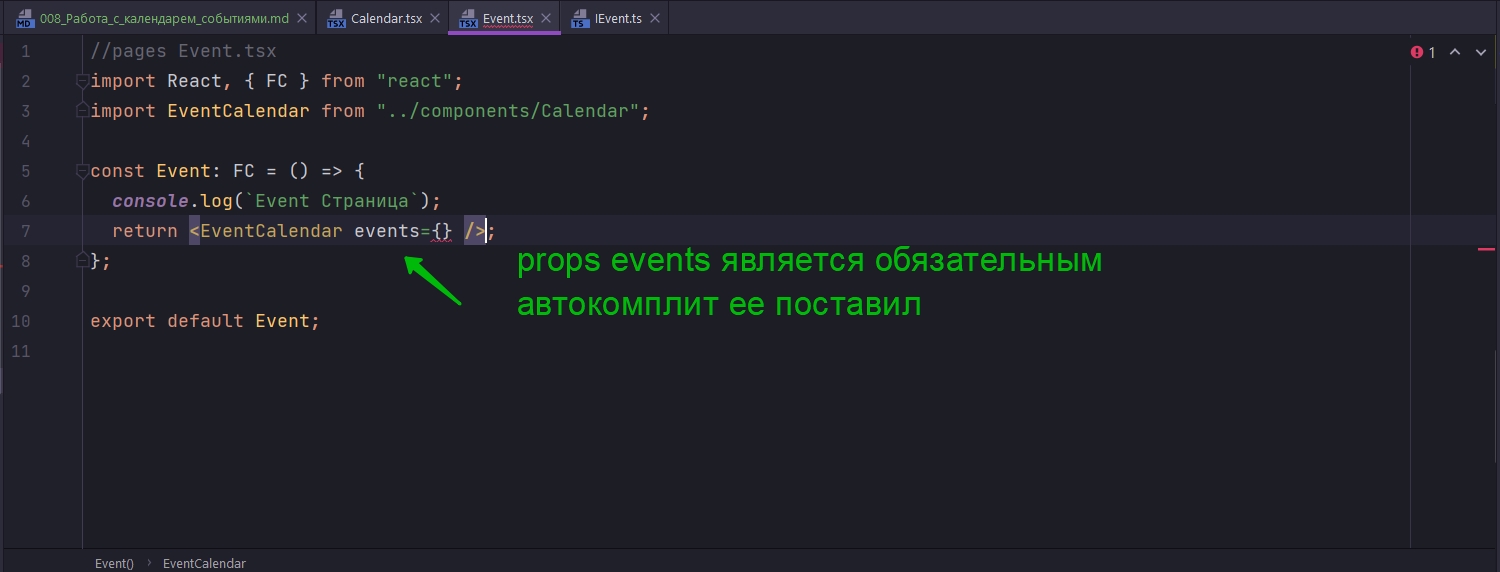 MD 008_Работа_с_календарем_событиями.md TSX Calendar.tsx TSX Event.tsx TS IEvent.ts
1 //pages Event.tsx
1
2 import React, { FC } from "react";
3 import EventCalendar from "../components/Calendar";
4
5 const Event: FC = () => {
6 console.log(`Event Страница`);
7 return <EventCalendar events={} />;
props events является обязательным
8 };
автокомплит ее поставил
9
10 export default Event;
11
Event() › EventCalendar